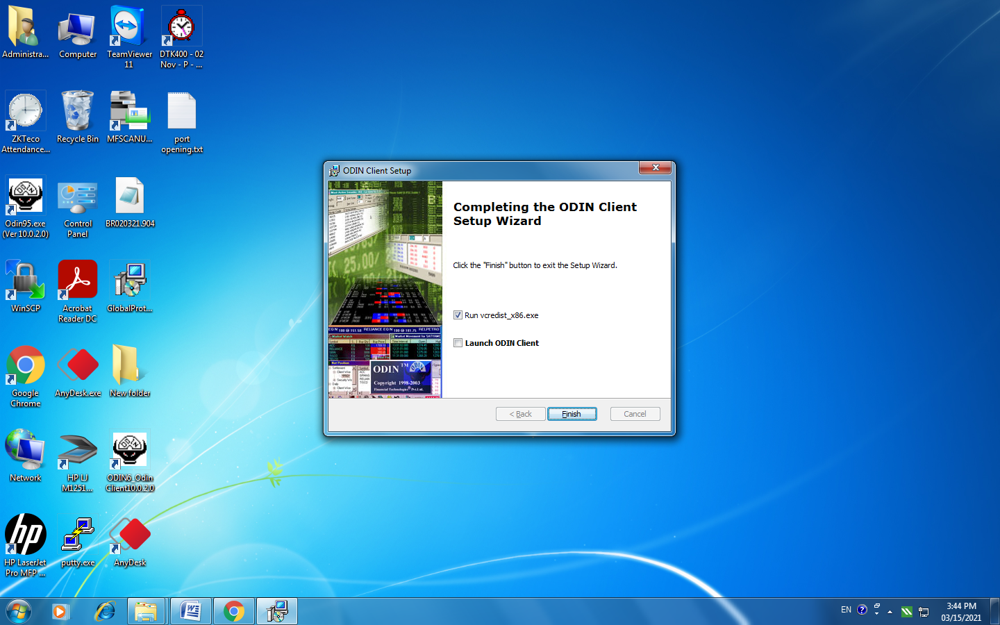 Administra...
Computer
TeamViewer
11
DTK400 - 02
Nov - P - ...
ZKTeco
Attendance...
Recycle Bin
MFSCANU...
port
opening.txt
Odin95.exe
(Ver 10.0.2.0)
Control
Panel
BR020321.904
WinSCP
Acrobat
Reader DC
GlobalProt...
Google
Chrome
AnyDesk.exe
New folder
Network
HP LJ
M1251...
ODIN6_Odin
Client10.0.2.0
hp
HP LaserJet
Pro MFP ...
putty.exe
AnyDesk
ODIN Client Setup
Completing the ODIN Client
Setup Wizard
Click the "Finish" button to exit the Setup Wizard.
Run vcredist_x86.exe
Launch ODIN Client
ODIN TM
Copyright 1998-2003
Financial Technologies Pvt.Ltd.
< Back
Finish
Cancel
EN
3:44 PM
03/15/2021